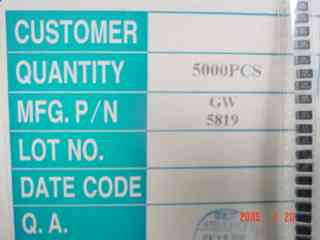 CUSTOMER
QUANTITY 5000PCS
MFG. P/N GW
5819
LOT NO.
DATE CODE
Q. A.